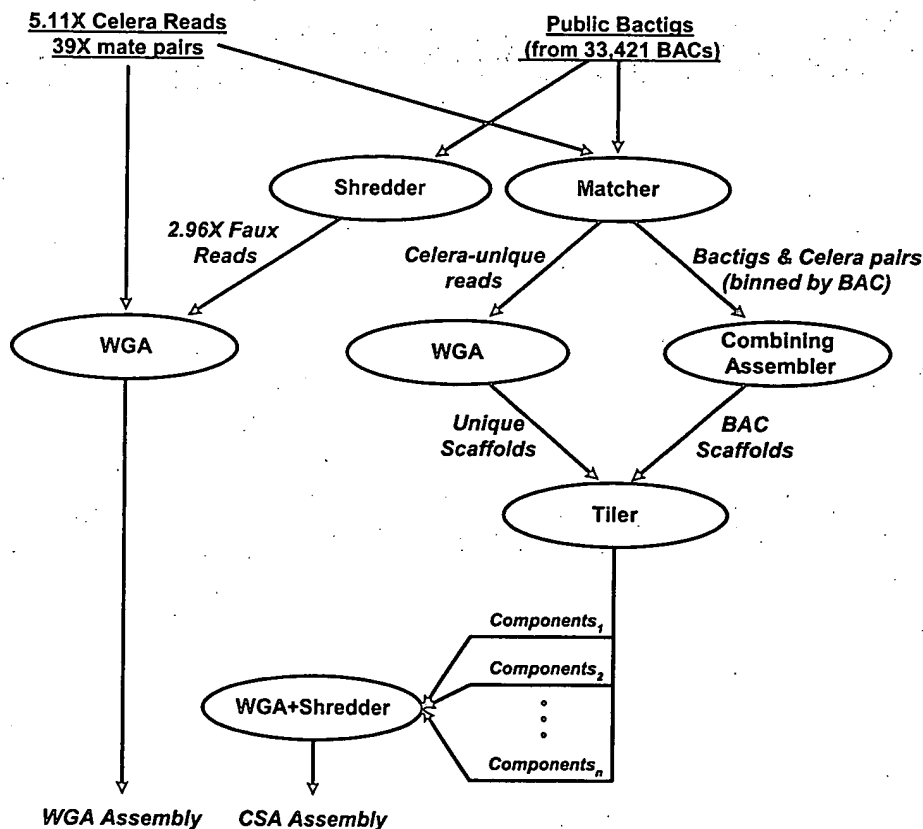 5.11X Celera Reads
39X mate pairs
Public Bactigs
(from 33,421 BACs)
Shredder
Matcher
2.96X Faux
Reads
Celera-unique
reads
Bactigs & Celera pairs
(binned by BAC)
WGA
WGA
Combining
Assembler
Unique
Scaffolds
BAC
Scaffolds
Tiler
Components1
Components2
WGA+Shredder
Componentsn
WGA Assembly
CSA Assembly